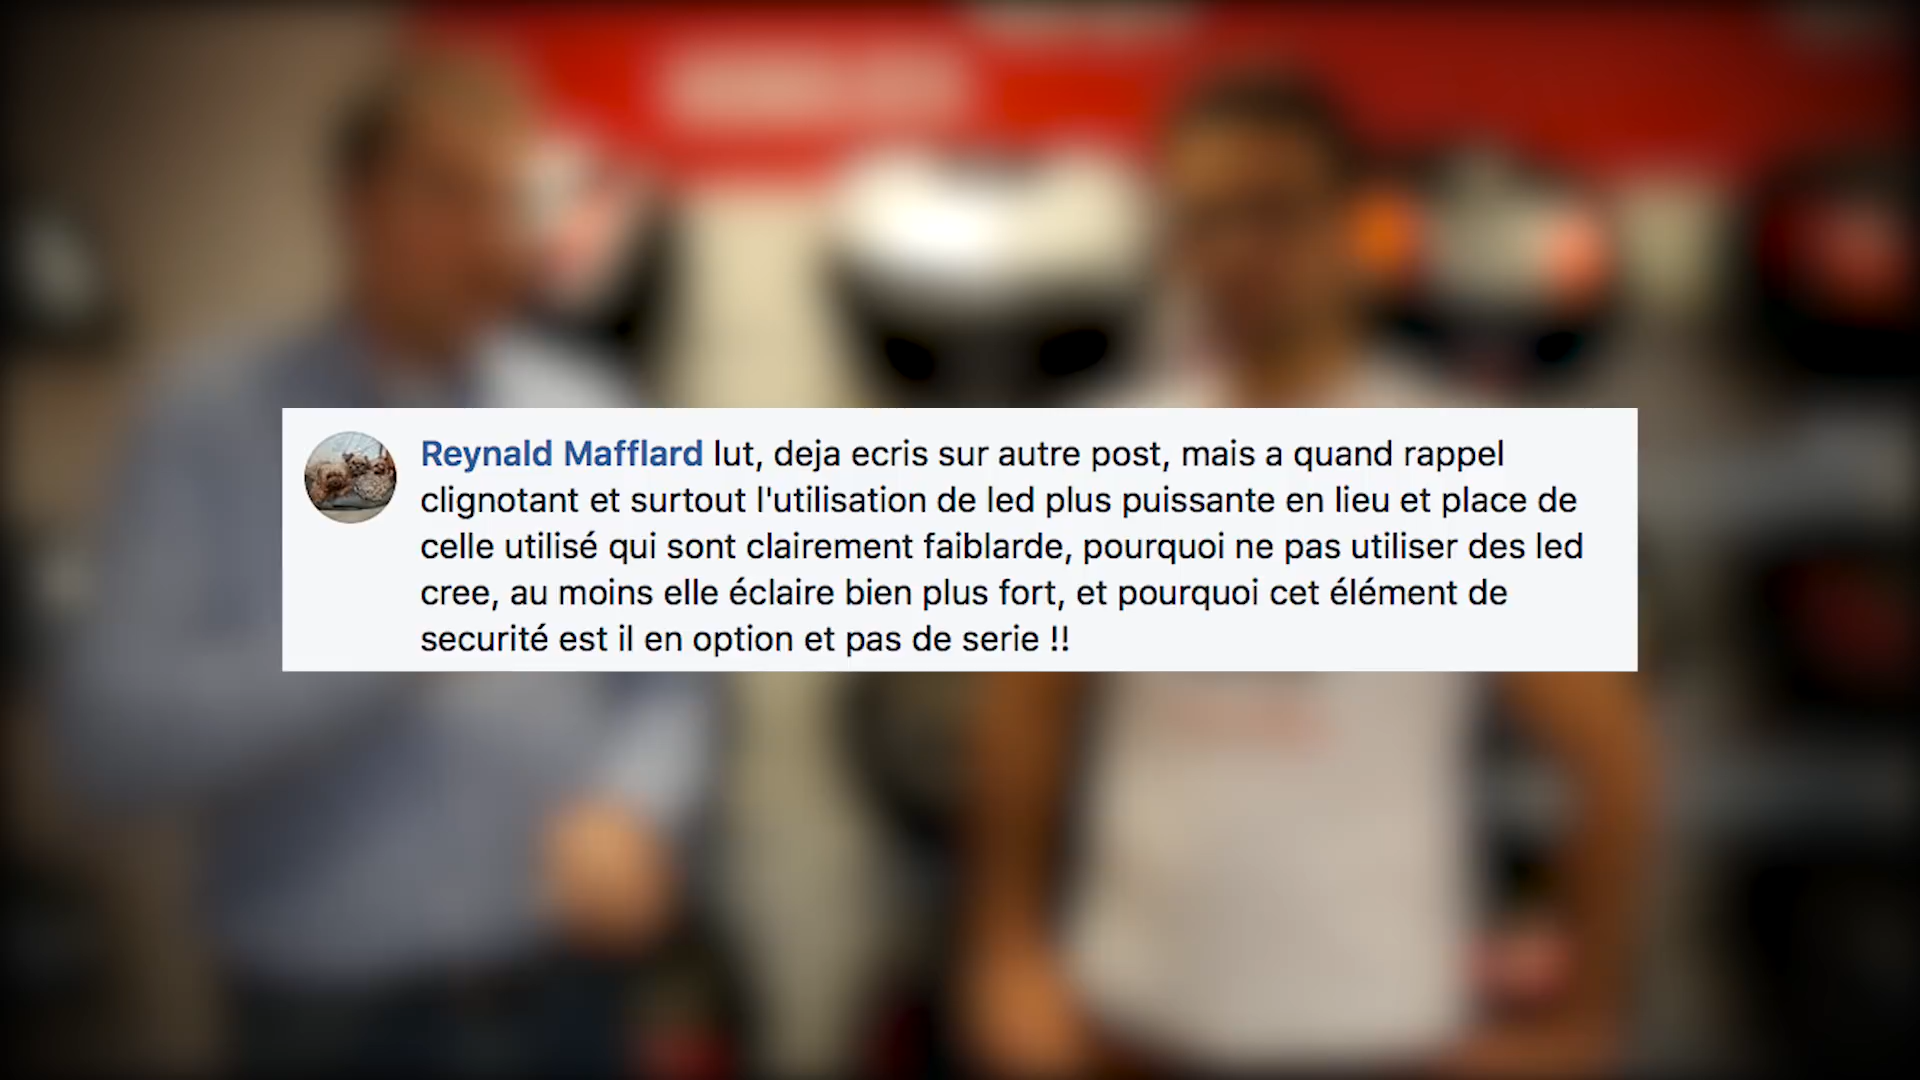 Reynald Mafflard lut, deja ecris sur autre post, mais a quand rappel
clignotant et surtout l'utilisation de led plus puissante en lieu et place de
celle utilisé qui sont clairement faiblarde, pourquoi ne pas utiliser des led
cree, au moins elle éclaire bien plus fort, et pourquoi cet élément de
securité est il en option et pas de serie !!